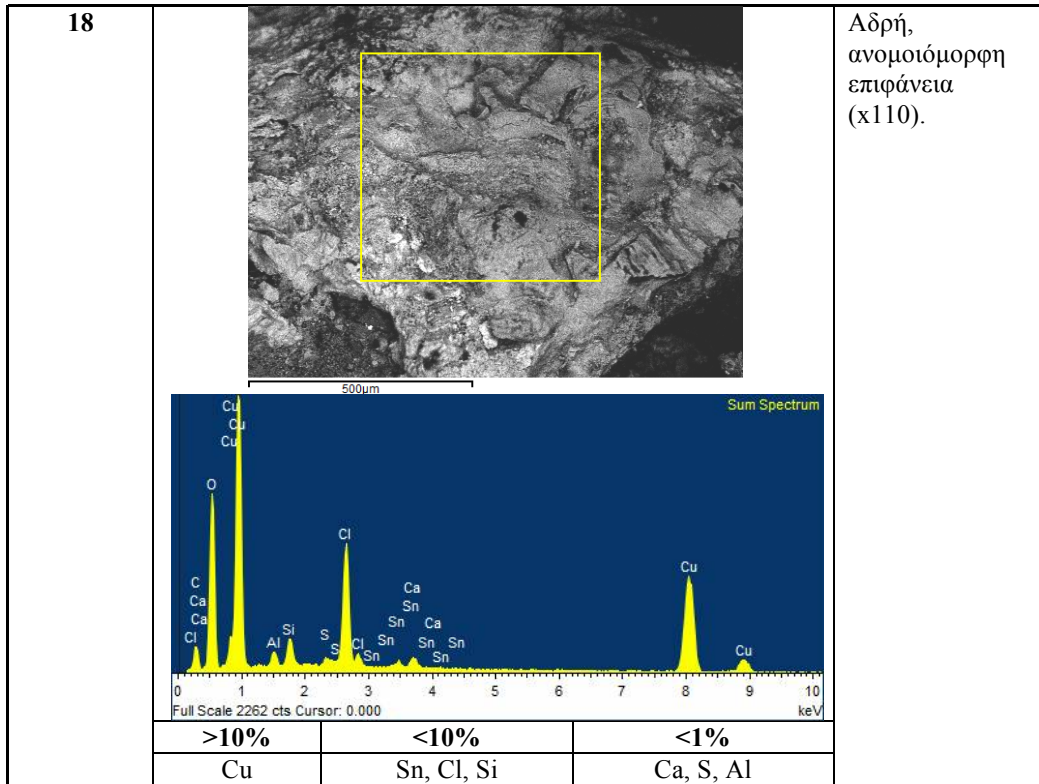 18
Αδρή,
ανομοιόμορφη
επιφάνεια
(x110).
500µm
Sum Spectrum
Cu
Cu
Cu
O
Cl
Cu
C
Ca
Ca
Cl
Al
Si
S
S
Cl
Sn
Sn
Sn
Ca
Sn
Ca
Sn
Sn
Sn
Cu
0 1 2 3 4 5 6 7 8 9 10
Full Scale 2262 cts Cursor: 0.000 keV
>10% <10% <1%
Cu Sn, Cl, Si Ca, S, Al